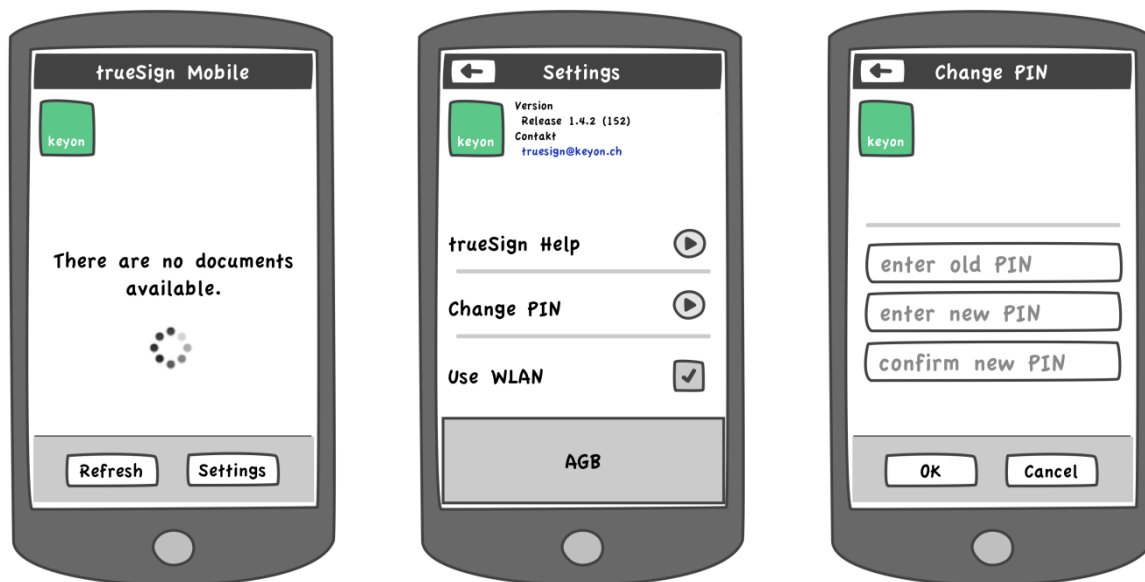 trueSign Mobile
keyon
There are no documents
available.
Refresh
Settings
Settings
keyon
Version
Release 1.4.2 (152)
Contakt
truesign@keyon.ch
trueSign Help
Change PIN
Use WLAN
AGB
Change PIN
keyon
enter old PIN
enter new PIN
confirm new PIN
OK
Cancel